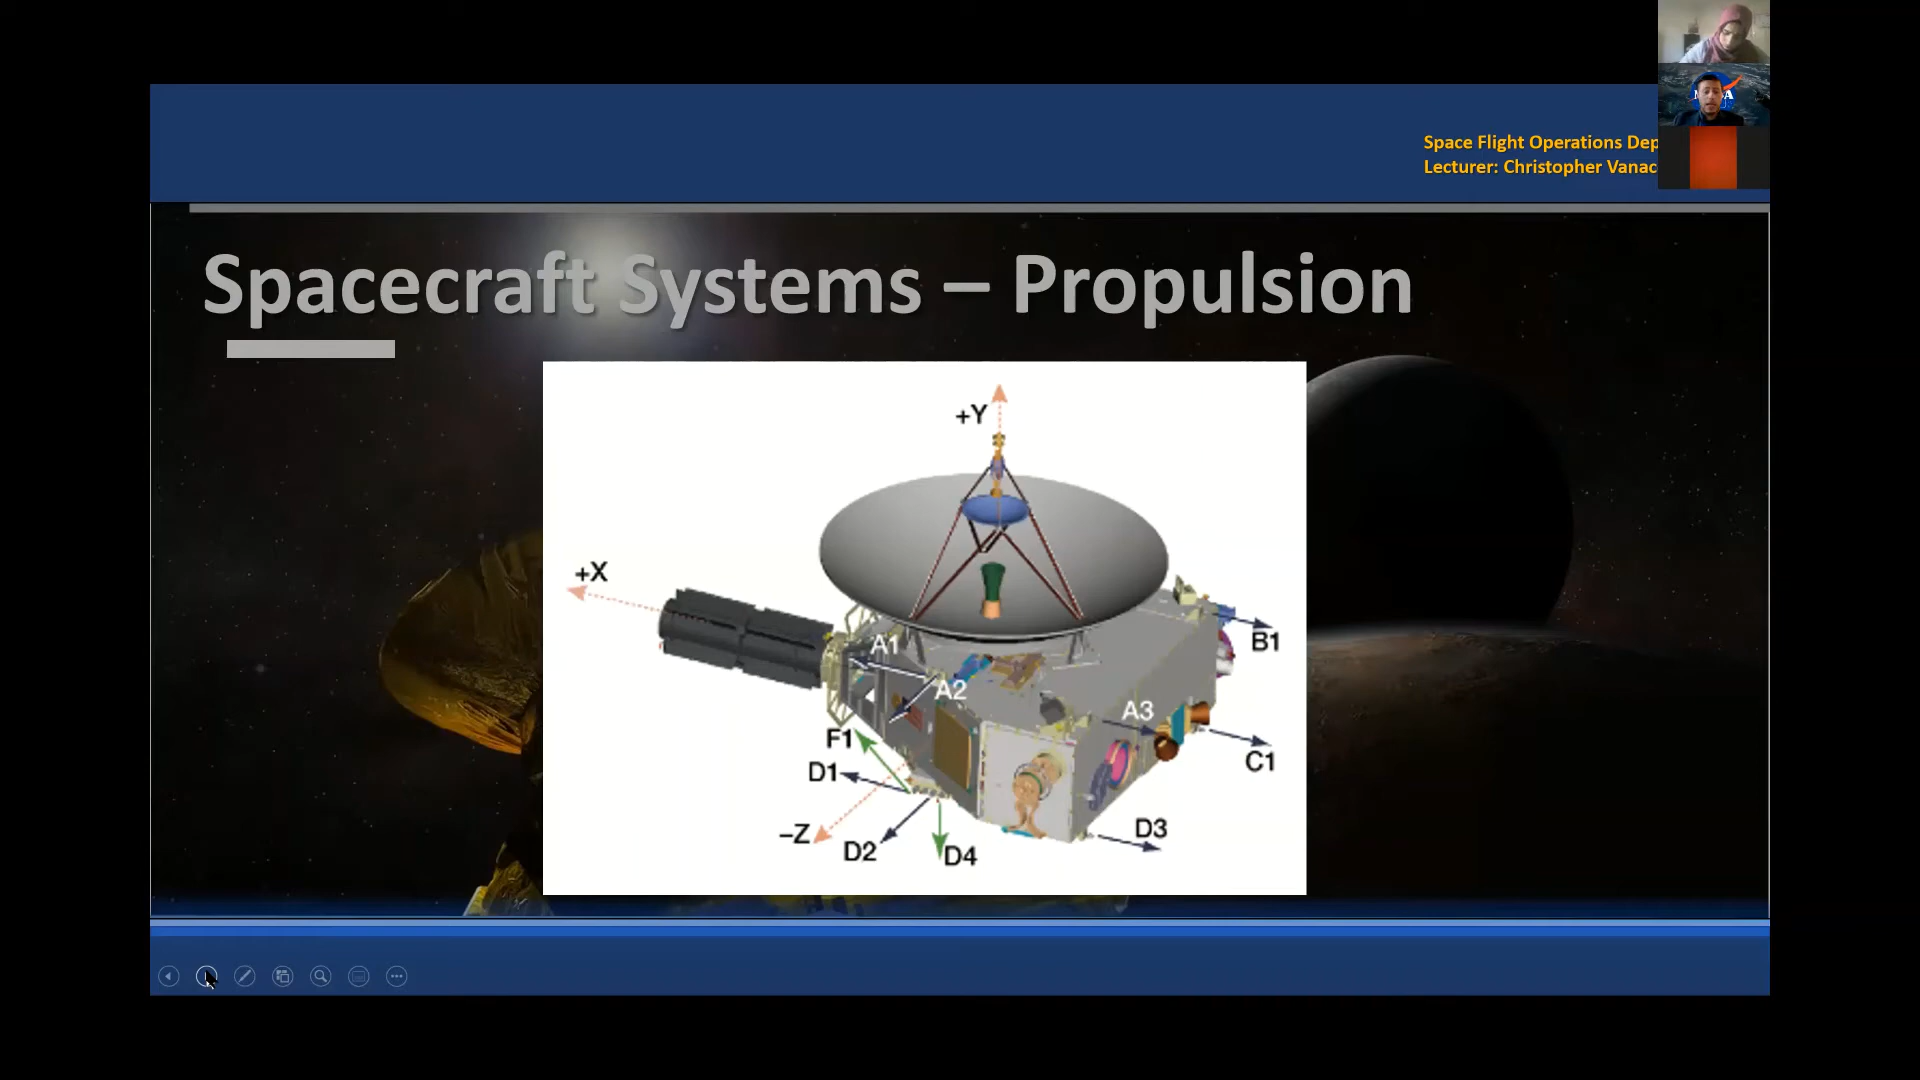 Space Flight Operations Dep
Lecturer: Christopher Vanac
Spacecraft Systems – Propulsion
+Y
+X
A1
B1
A2
A3
F1
C1
D1
–Z
D2
D4
D3